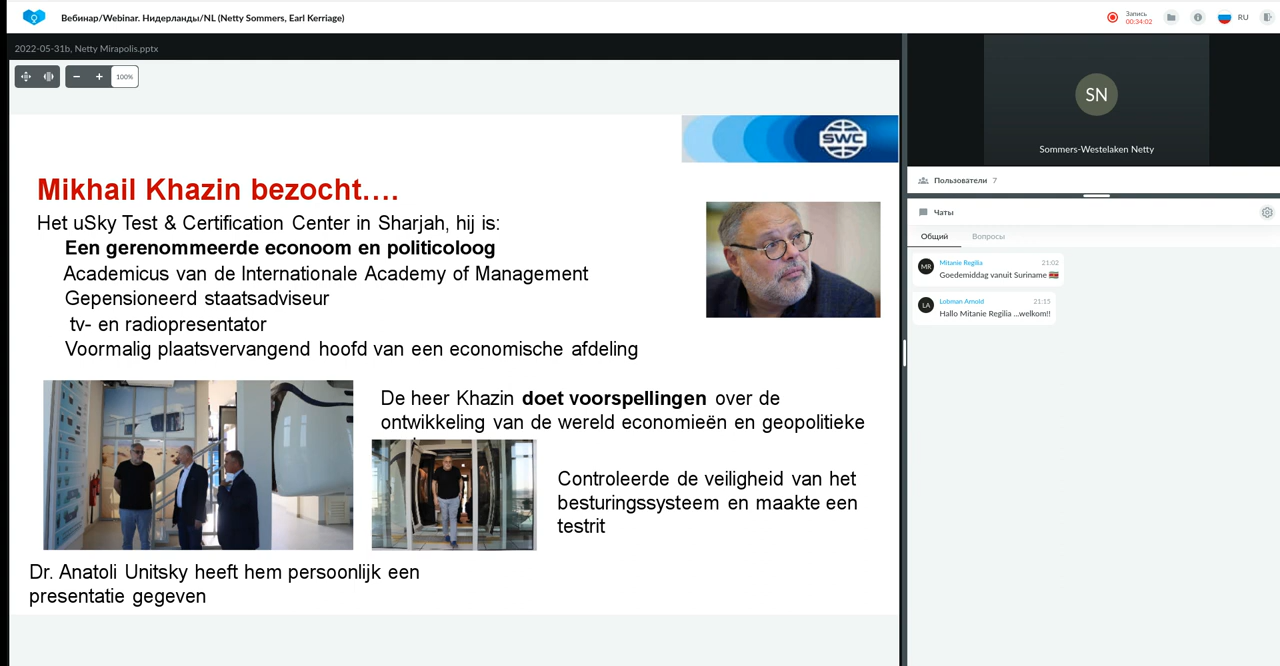 Вебинар/Webinar. Нидерланды/NL (Netty Sommers, Earl Kerriage)
Запись
00:34:02
RU
2022-05-31b, Netty Mirapolis.pptx
100%
SWC
Mikhail Khazin bezocht....
Het uSky Test & Certification Center in Sharjah, hij is:
Een gerenommeerde econoom en politicoloog
Academicus van de Internationale Academy of Management
Gepensioneerd staatsadviseur
tv- en radiopresentator
Voormalig plaatsvervangend hoofd van een economische afdeling
De heer Khazin doet voorspellingen over de
ontwikkeling van de wereld economieën en geopolitieke
Controleerde de veiligheid van het
besturingssysteem en maakte een
testrit
Dr. Anatoli Unitsky heeft hem persoonlijk een
presentatie gegeven
SN
Sommers-Westelaken Netty
Пользователи 7
Чаты
Общий Вопросы
MR Mitanie Regilia 21:02
Goedemiddag vanuit Suriname 🇸🇷
LA Lobman Arnold 21:15
Hallo Mitanie Regilia ...welkom!!